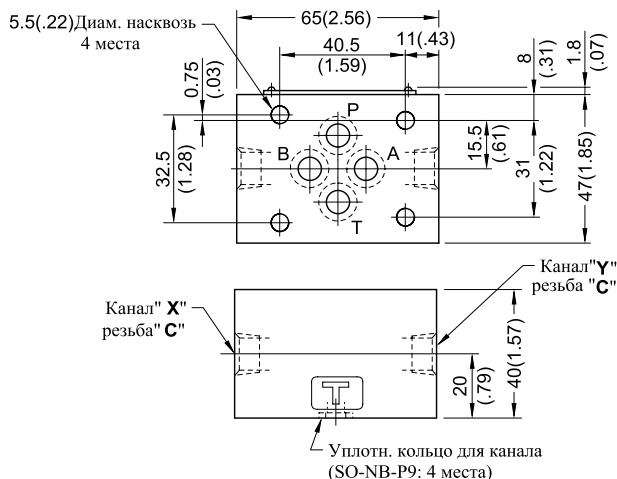 65(2.56)
5.5(.22)Диам. насквозь
4 места
40.5
(1.59)
11(.43)
8
(.31)
1.8
(.07)
0.75
(.03)
P
B
A
T
32.5
(1.28)
15.5
(.61)
31
(1.22)
47(1.85)
Канал"Y"
резьба "C"
Канал" X"
резьба"C"
T
20
(.79)
40(1.57)
Уплотн. кольцо для канала
(SO-NB-P9: 4 места)